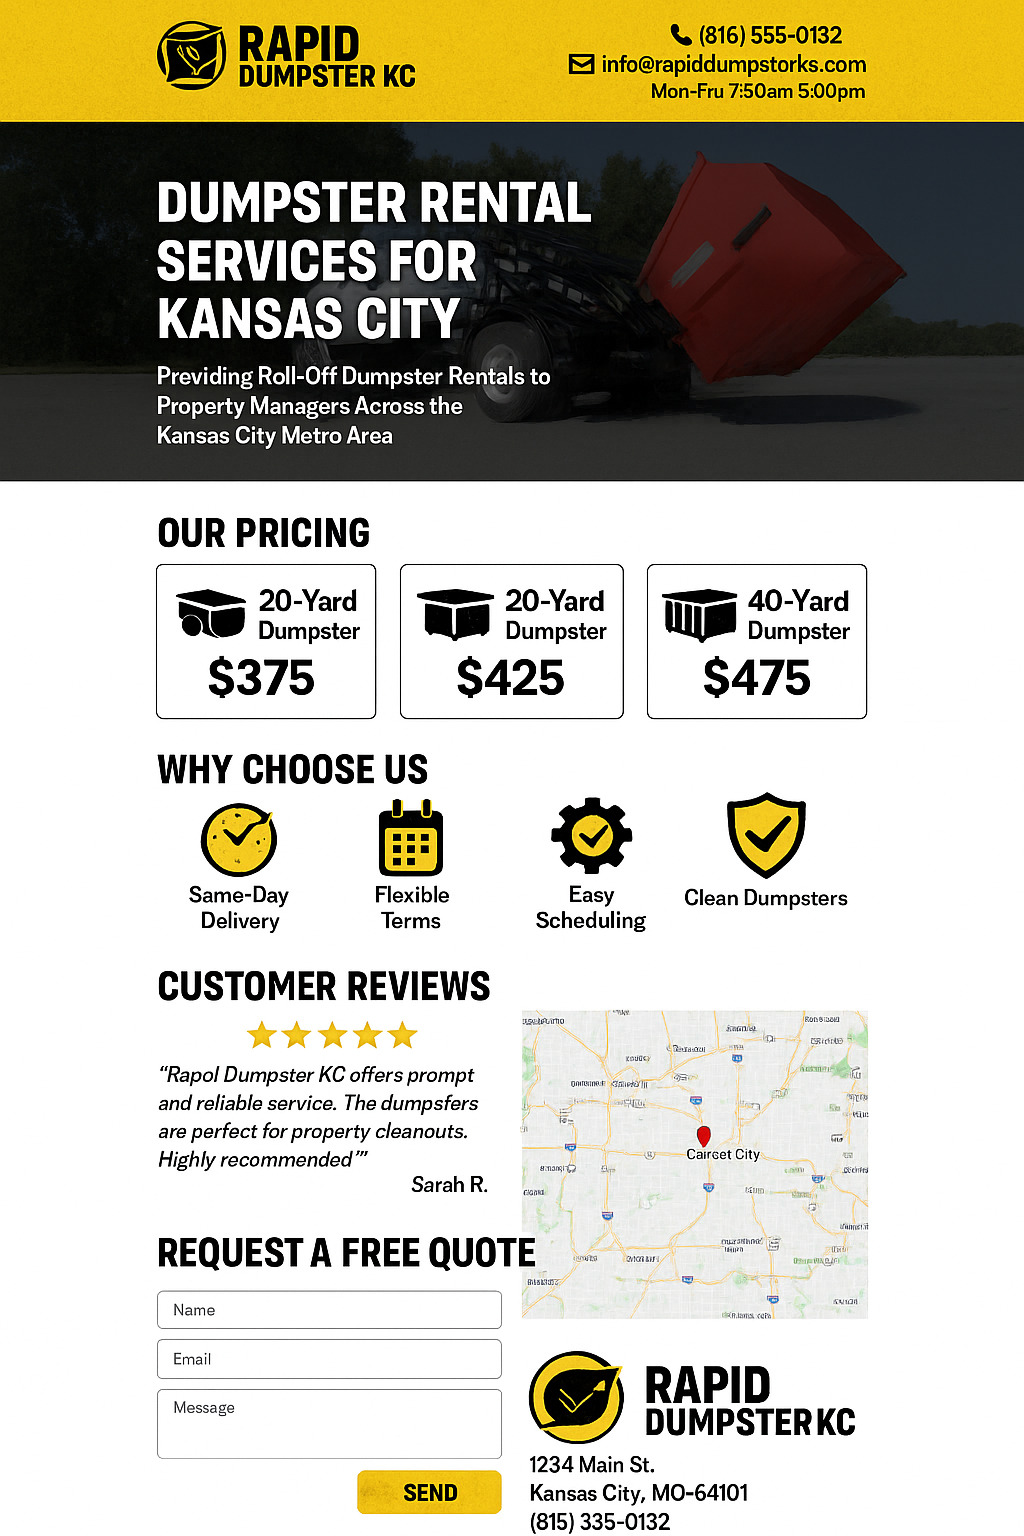 RAPID
DUMPSTER KC
(816) 555-0132
info@rapiddumpstorks.com
Mon-Fru 7:50am 5:00pm
DUMPSTER RENTAL
SERVICES FOR
KANSAS CITY
Previding Roll-Off Dumpster Rentals to
Property Managers Across the
Kansas City Metro Area
OUR PRICING
20-Yard
Dumpster
$375
20-Yard
Dumpster
$425
40-Yard
Dumpster
$475
WHY CHOOSE US
Same-Day
Delivery
Flexible
Terms
Easy
Scheduling
Clean Dumpsters
CUSTOMER REVIEWS
“Rapol Dumpster KC offers prompt
and reliable service. The dumpsfers
are perfect for property cleanouts.
Highly recommended’”
Sarah R.
Caircet City
REQUEST A FREE QUOTE
Name
Email
Message
SEND
RAPID
DUMPSTER KC
1234 Main St.
Kansas City, MO-64101
(815) 335-0132